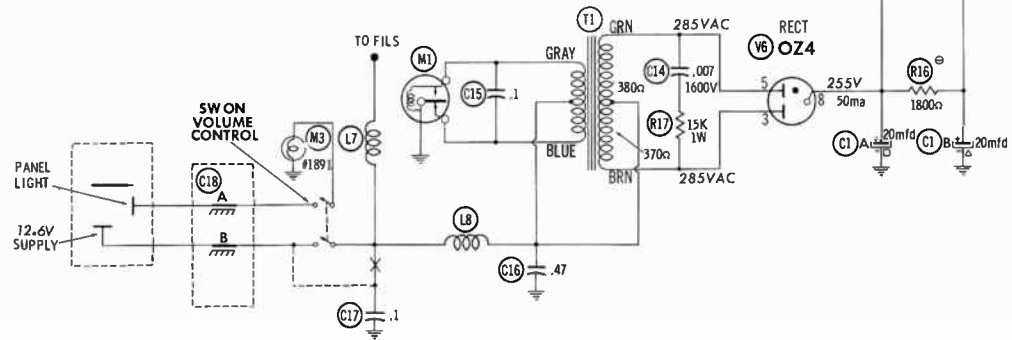 T1
GRN
285VAC
RECT
V6 OZ4
TO FILS
M1
GRAY
C14
.007
1600V
5
8
3
255V
50ma
R16 ⊖
1800Ω
C15 .1
380Ω
SW ON
VOLUME
CONTROL
M3
#1891
L7
R17
15K
1W
370Ω
BLUE
BRN
285VAC
C1 A 20mfd
C1 B 20mfd
PANEL
LIGHT
C18
A
B
12.6V
SUPPLY
L8
C16 .47
C17 .1